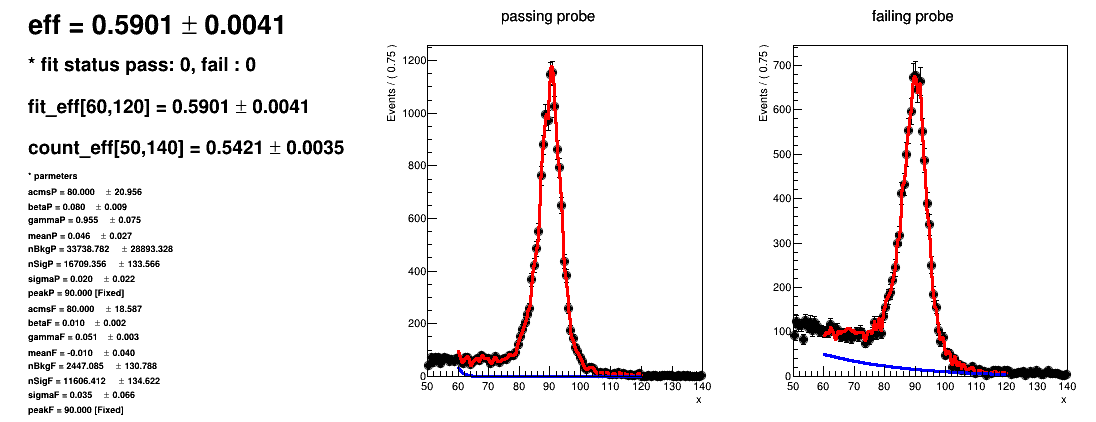 eff = 0.5901 ± 0.0041
* fit status pass: 0, fail : 0
fit_eff[60,120] = 0.5901 ± 0.0041
count_eff[50,140] = 0.5421 ± 0.0035
* parmeters
acmsP = 80.000 ± 20.956
betaP = 0.080 ± 0.009
gammaP = 0.955 ± 0.075
meanP = 0.046 ± 0.027
nBkgP = 33738.782 ± 28893.328
nSigP = 16709.356 ± 133.566
sigmaP = 0.020 ± 0.022
peakP = 90.000 [Fixed]
acmsF = 80.000 ± 18.587
betaF = 0.010 ± 0.002
gammaF = 0.051 ± 0.003
meanF = -0.010 ± 0.040
nBkgF = 2447.085 ± 130.788
nSigF = 11606.412 ± 134.622
sigmaF = 0.035 ± 0.066
peakF = 90.000 [Fixed]
passing probe
Events / ( 0.75 )
1200
1000
800
600
400
200
0
50 60 70 80 90 100 110 120 130 140
x
failing probe
Events / ( 0.75 )
700
600
500
400
300
200
100
0
50 60 70 80 90 100 110 120 130 140
x